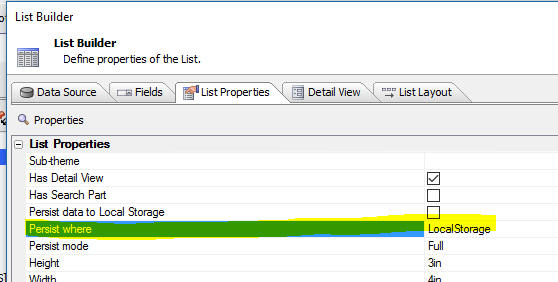 List Builder
List Builder
Define properties of the List.
Data Source Fields List Properties Detail View List Layout
Properties
List Properties
Sub-theme
Has Detail View
Has Search Part
Persist data to Local Storage
Persist where LocalStorage
Persist mode Full
Height 3in
Width 4in